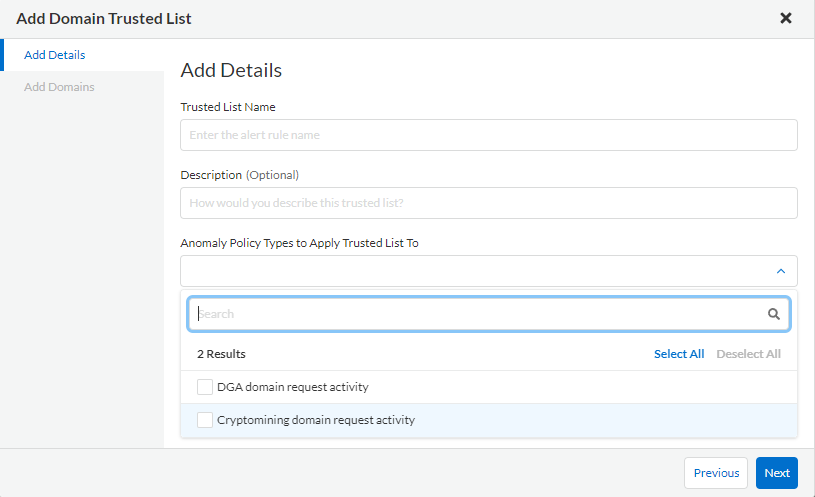 Add Domain Trusted List
Add Details
Add Domains
Add Details
Trusted List Name
Enter the alert rule name
Description (Optional)
How would you describe this trusted list?
Anomaly Policy Types to Apply Trusted List To
Search
2 Results Select All Deselect All
DGA domain request activity
Cryptomining domain request activity
Previous Next